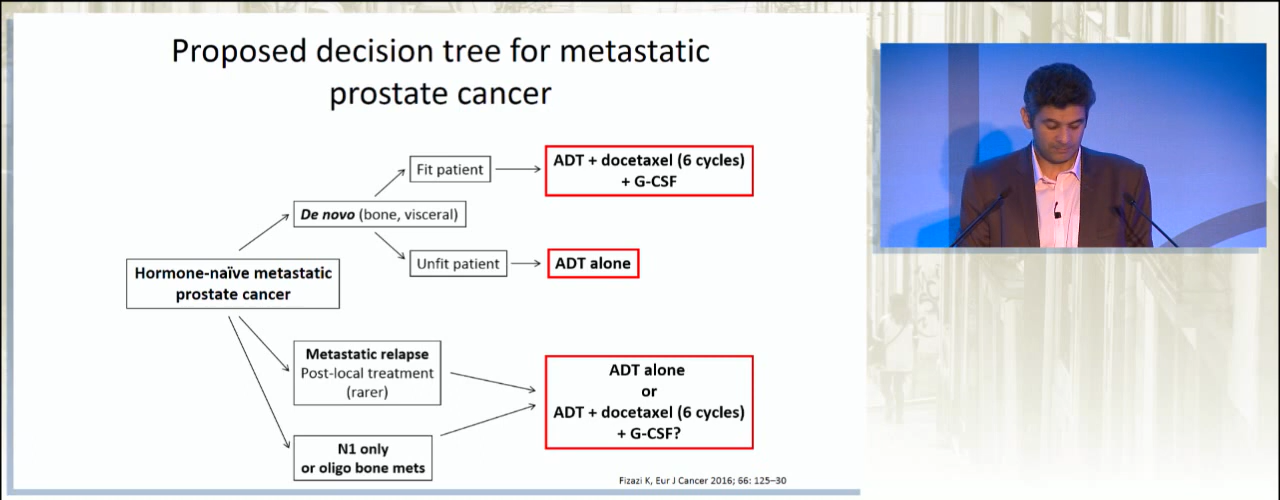 Proposed decision tree for metastatic
prostate cancer
Fit patient
ADT + docetaxel (6 cycles)
+ G-CSF
De novo (bone, visceral)
Unfit patient
ADT alone
Hormone-naïve metastatic
prostate cancer
Metastatic relapse
Post-local treatment
(rarer)
ADT alone
or
ADT + docetaxel (6 cycles)
+ G-CSF?
N1 only
or oligo bone mets
Fizazi K, Eur J Cancer 2016; 66: 125–30